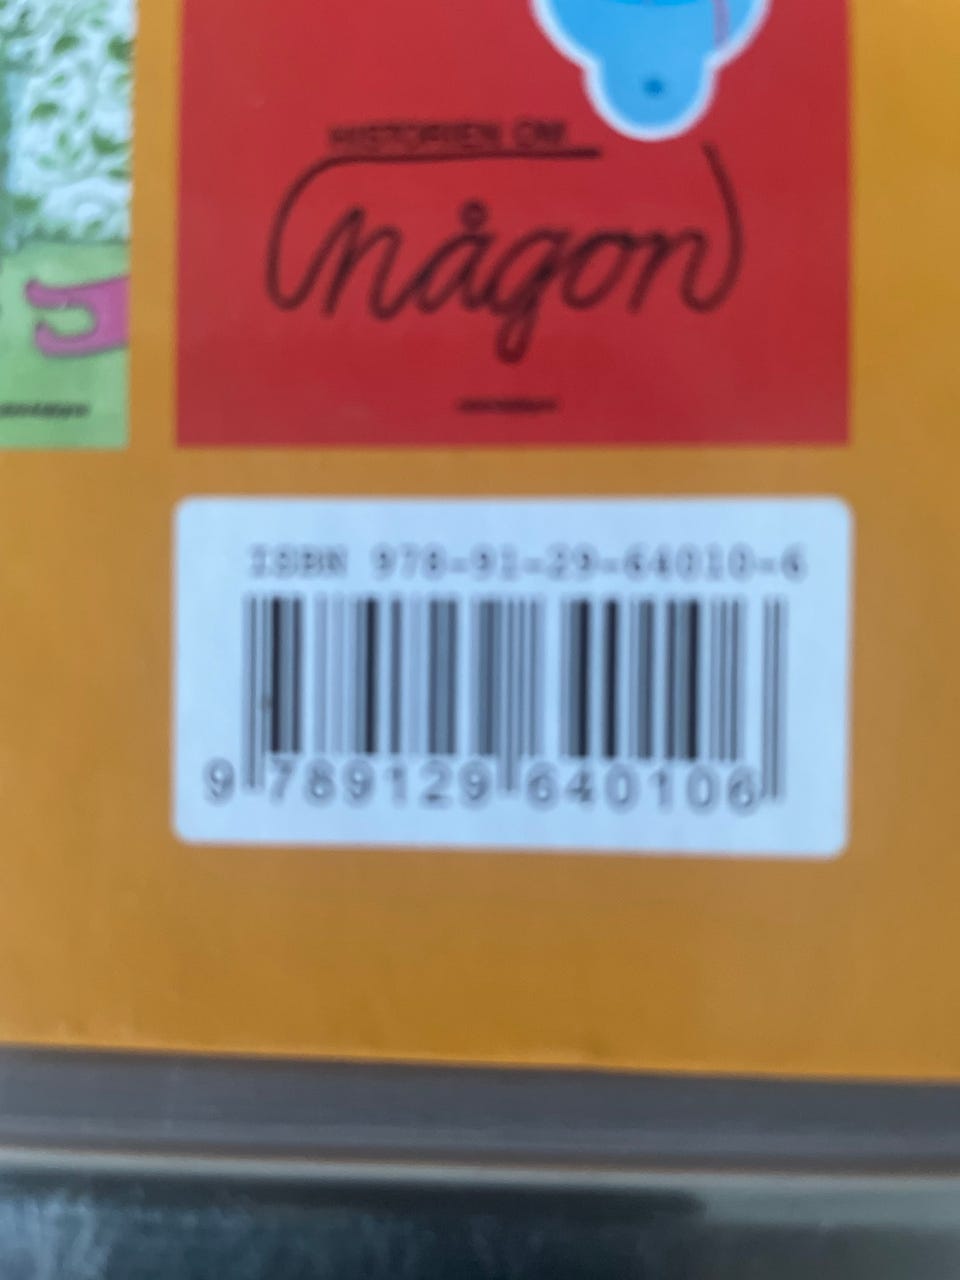 HISTORIEN OM
någon
ISBN 978-91-29-64010-6
9 789129 640106